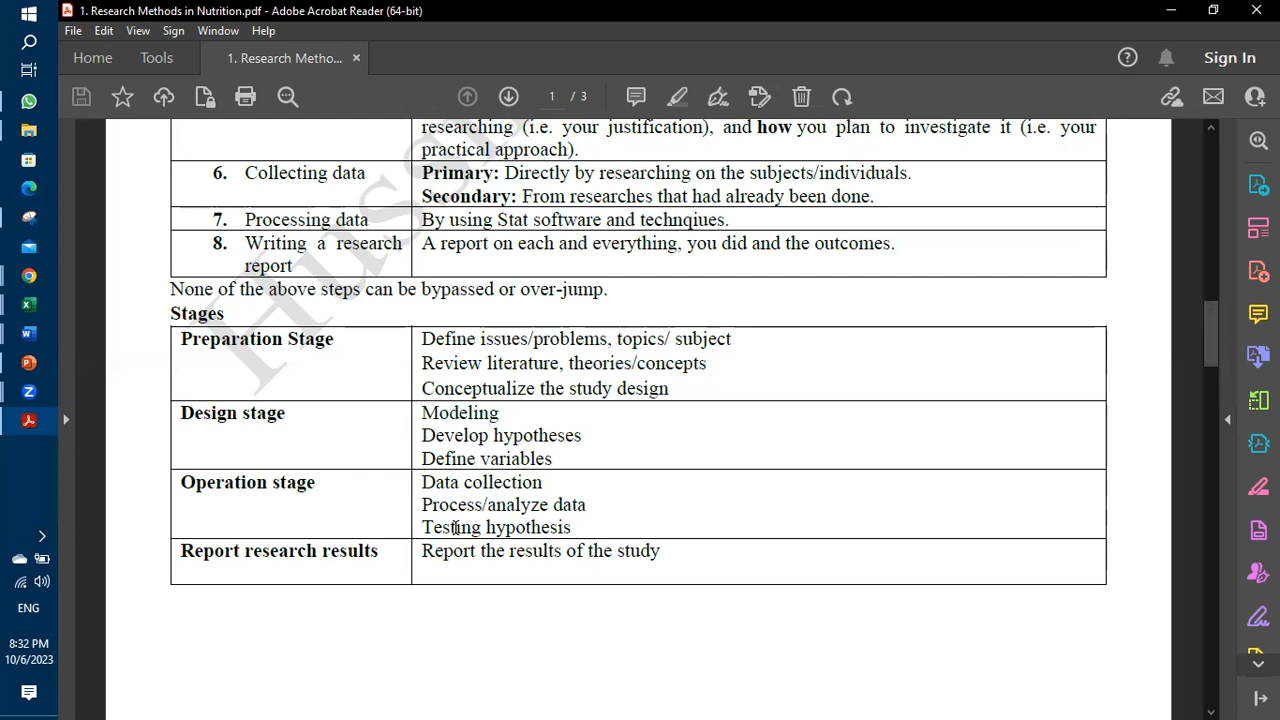 1. Research Methods in Nutrition.pdf - Adobe Acrobat Reader (64-bit)
File Edit View Sign Window Help
Home Tools 1. Research Metho... Sign In
1 / 3
researching (i.e. your justification), and how you plan to investigate it (i.e. your
practical approach).
6. Collecting data Primary: Directly by researching on the subjects/individuals.
Secondary: From researches that had already been done.
7. Processing data By using Stat software and technqiues.
8. Writing a research A report on each and everything, you did and the outcomes.
report
None of the above steps can be bypassed or over-jump.
Stages
Preparation Stage Define issues/problems, topics/ subject
Review literature, theories/concepts
Conceptualize the study design
Design stage Modeling
Develop hypotheses
Define variables
Operation stage Data collection
Process/analyze data
Testing hypothesis
Report research results Report the results of the study
ENG
8:32 PM
10/6/2023